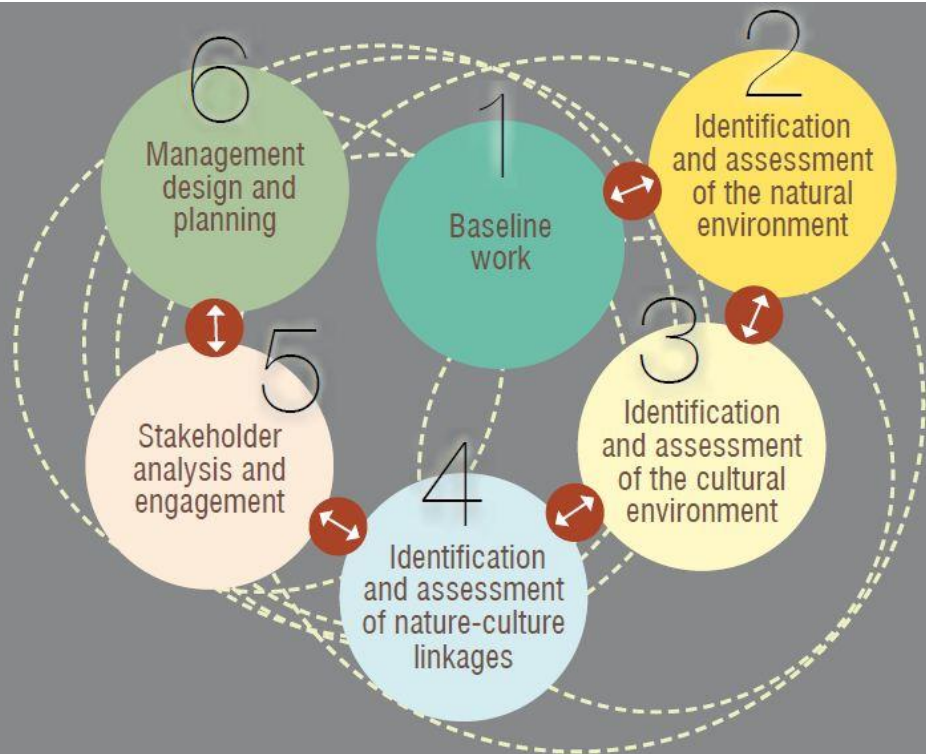 1
Baseline
work
2
Identification
and assessment
of the natural
environment
3
Identification
and assessment
of the cultural
environment
4
Identification
and assessment
of nature-culture
linkages
5
Stakeholder
analysis and
engagement
6
Management
design and
planning